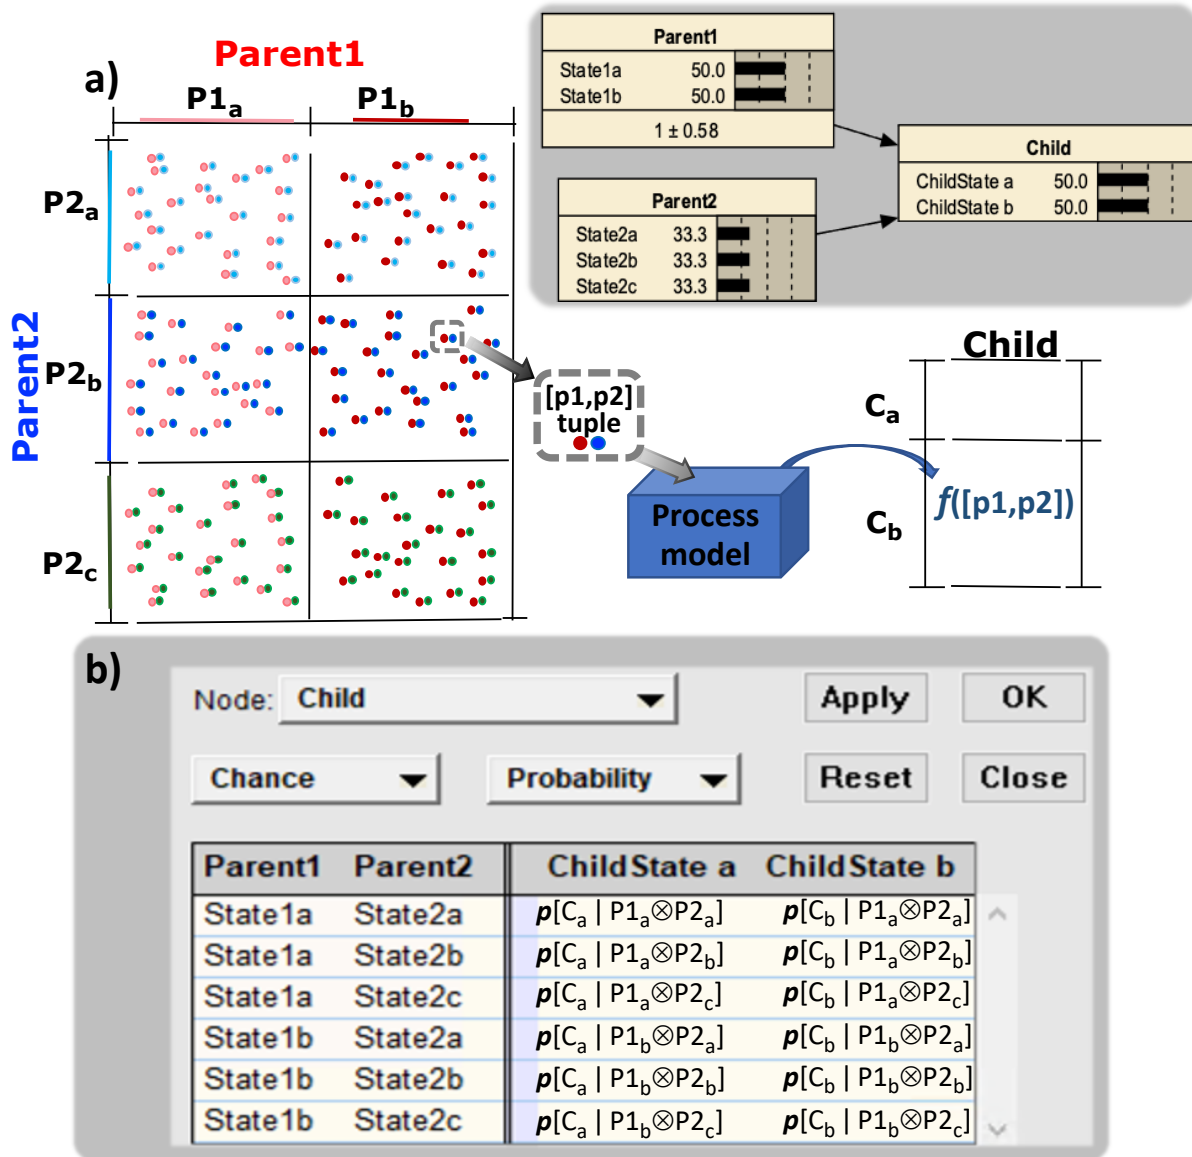 a)
Parent1
P1a
P1b
P2a
P2b
P2c
Parent2
Parent1
State1a 50.0
State1b 50.0
1 ± 0.58
Parent2
State2a 33.3
State2b 33.3
State2c 33.3
Child
ChildState a 50.0
ChildState b 50.0
[p1,p2]
tuple
Process
model
Child
Ca
Cb
f([p1,p2])
b)
Node: Child
Apply OK
Chance Probability Reset Close
Parent1 Parent2 ChildState a ChildState b
State1a State2a p[Ca | P1a⊗P2a] p[Cb | P1a⊗P2a]
State1a State2b p[Ca | P1a⊗P2b] p[Cb | P1a⊗P2b]
State1a State2c p[Ca | P1a⊗P2c] p[Cb | P1a⊗P2c]
State1b State2a p[Ca | P1b⊗P2a] p[Cb | P1b⊗P2a]
State1b State2b p[Ca | P1b⊗P2b] p[Cb | P1b⊗P2b]
State1b State2c p[Ca | P1b⊗P2c] p[Cb | P1b⊗P2c]